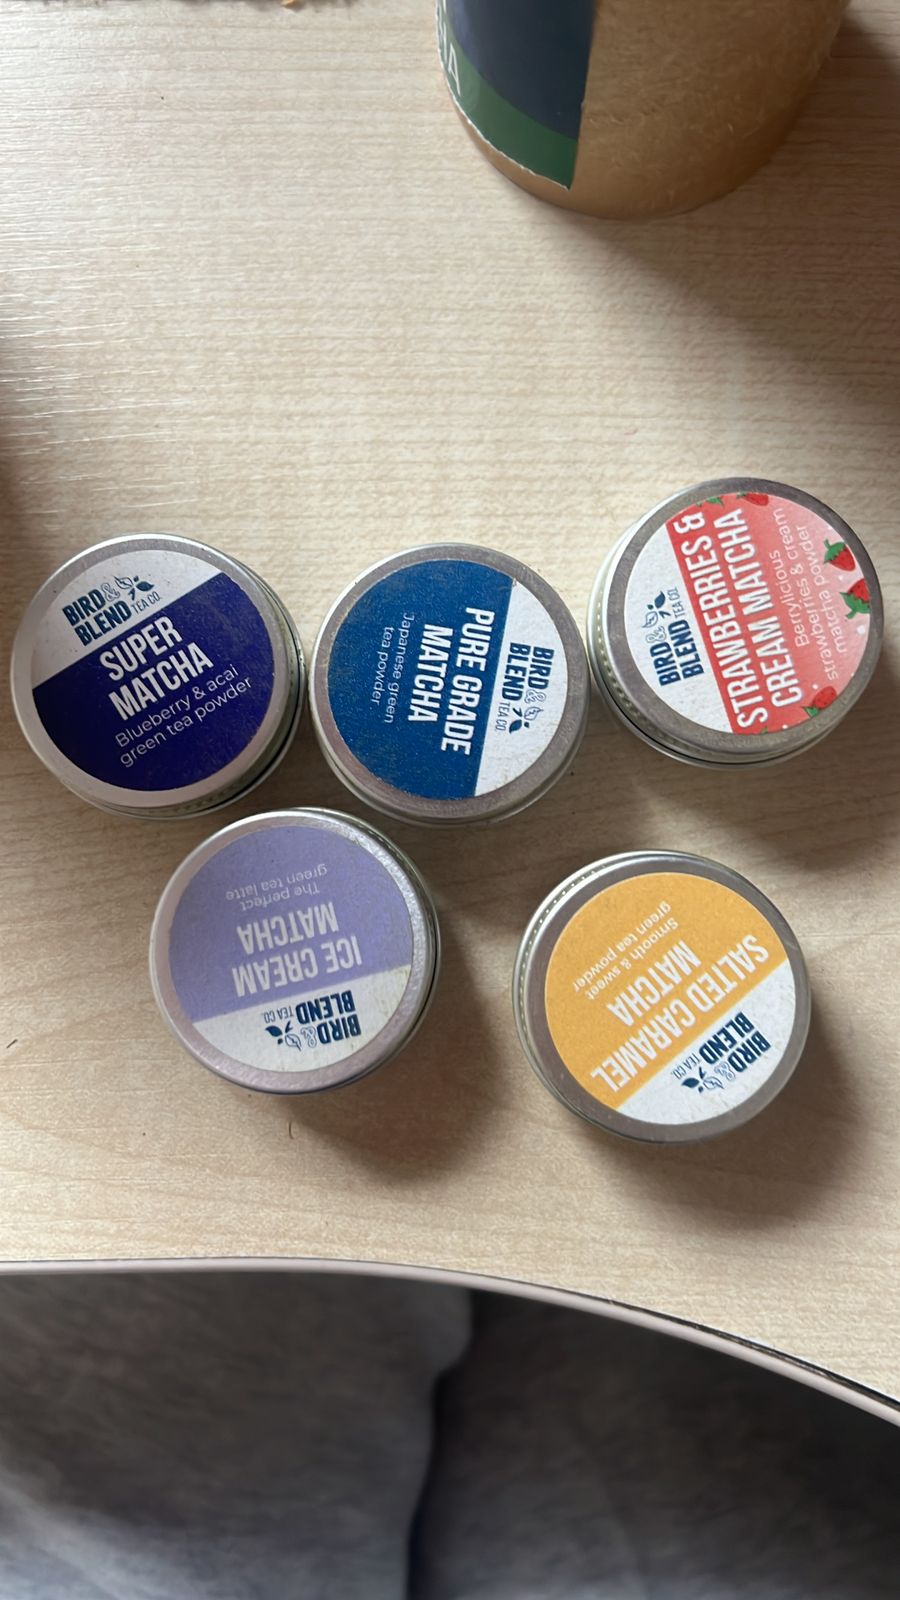 BIRD &
BLEND TEA CO.
SUPER
MATCHA
Blueberry & acai
green tea powder
BIRD &
BLEND TEA CO.
PURE GRADE
MATCHA
Japanese green
tea powder
BIRD &
BLEND TEA CO.
STRAWBERRIES &
CREAM MATCHA
Berrylicious
strawberries & cream
matcha powder
BIRD &
BLEND TEA CO.
ICE CREAM
MATCHA
The perfect
green tea latte
BIRD &
BLEND TEA CO.
SALTED CARAMEL
MATCHA
Smooth & sweet
green tea powder